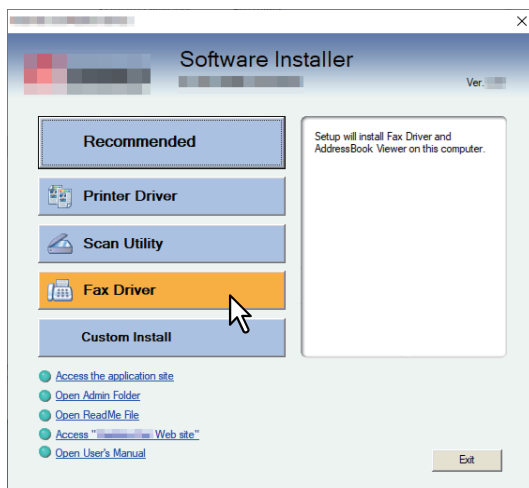 Software Installer
Ver.
Recommended
Setup will install Fax Driver and
AddressBook Viewer on this computer.
Printer Driver
Scan Utility
Fax Driver
Custom Install
Access the application site
Open Admin Folder
Open ReadMe File
Access " Web site"
Open User's Manual
Exit